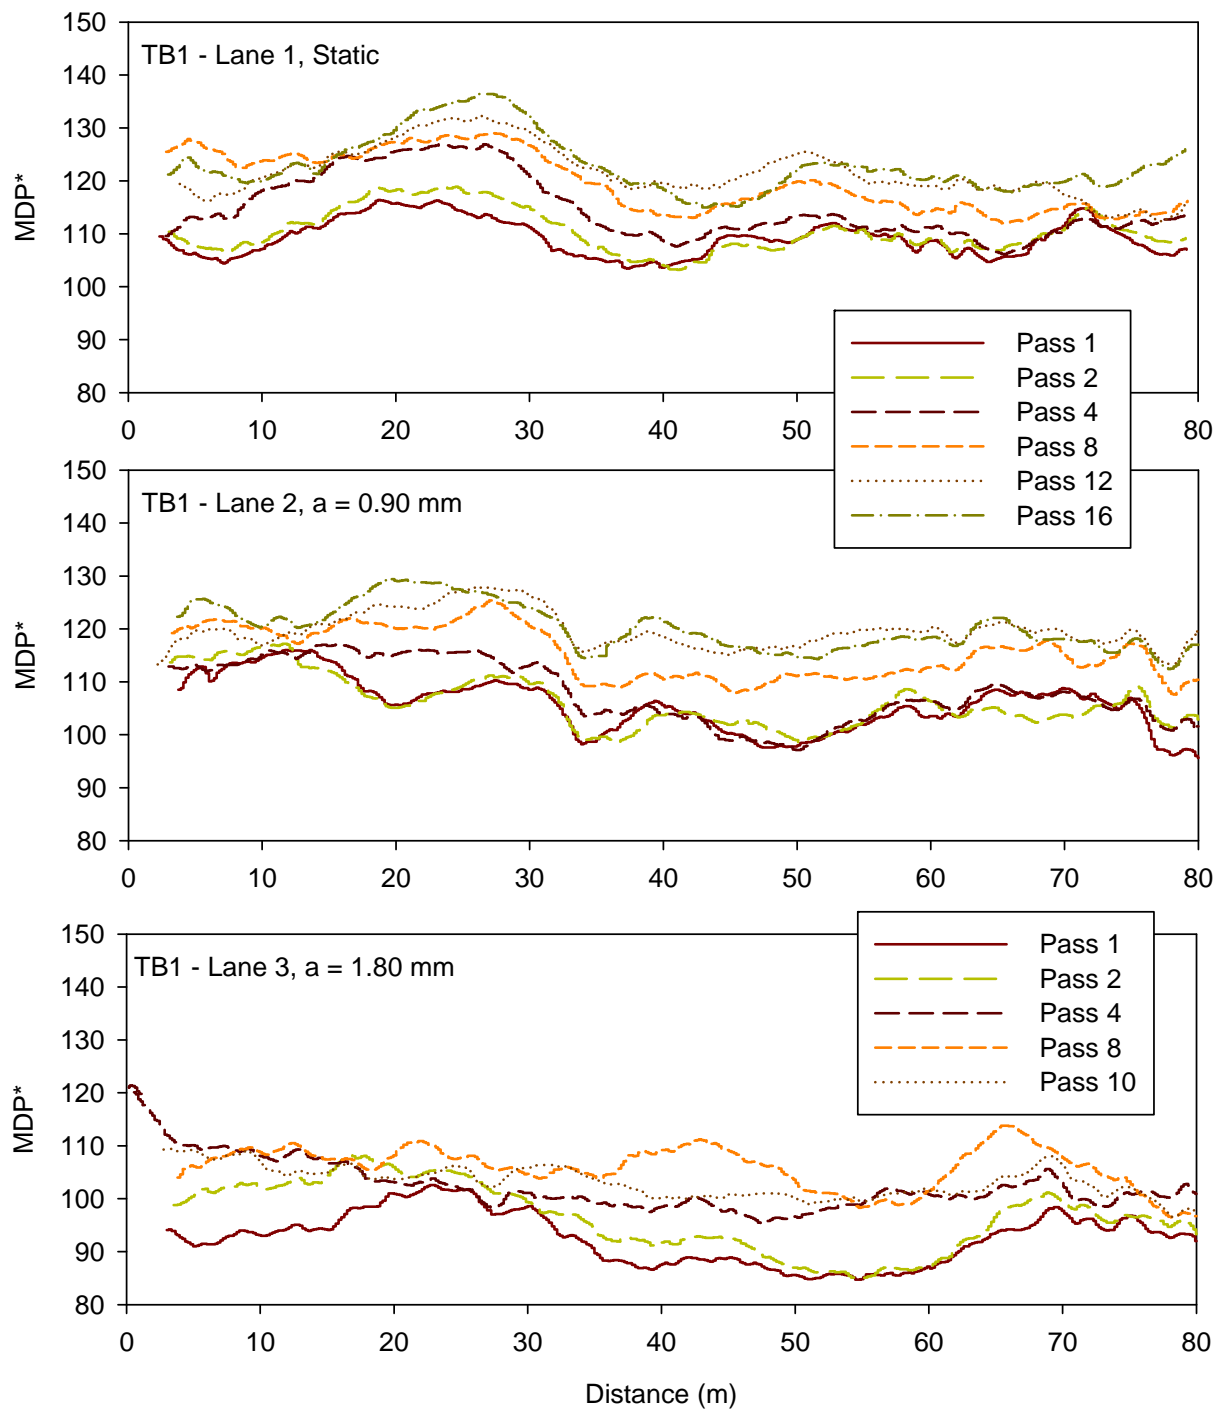 150
TB1 - Lane 1, Static
140
130
120
MDP*
110
100
90
80
0 10 20 30 40 50 80
Pass 1
Pass 2
Pass 4
Pass 8
Pass 12
Pass 16
150
TB1 - Lane 2, a = 0.90 mm
140
130
120
MDP*
110
100
90
80
0 10 20 30 40 50 60 70 80
150
TB1 - Lane 3, a = 1.80 mm
140
130
120
MDP*
110
100
90
80
0 10 20 30 40 50 60 70 80
Pass 1
Pass 2
Pass 4
Pass 8
Pass 10
Distance (m)